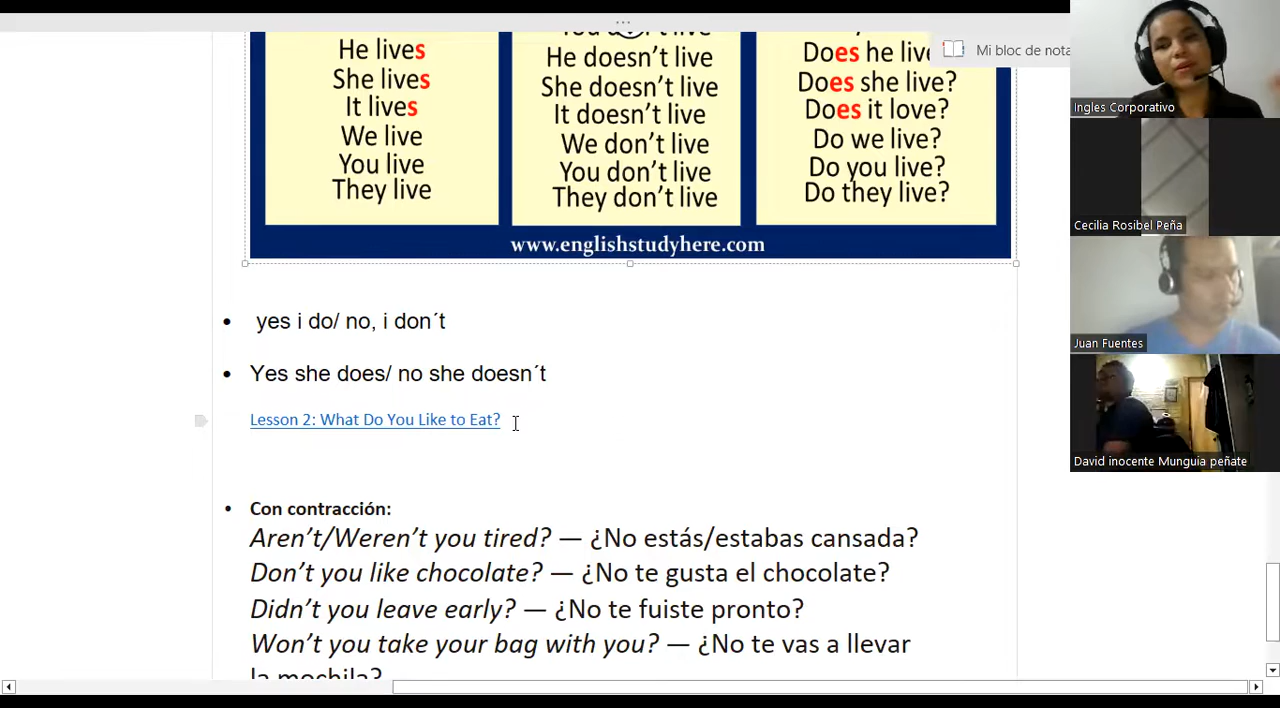 He lives
She lives
It lives
We live
You live
They live
He doesn't live
She doesn't live
It doesn't live
We don't live
You don't live
They don't live
Does he live
Does she live?
Does it love?
Do we live?
Do you live?
Do they live?
www.englishstudyhere.com
Mi bloc de nota
Ingles Corporativo
Cecilia Rosibel Peña
Juan Fuentes
David inocente Munguia peñate
• yes i do/ no, i don´t
• Yes she does/ no she doesn´t
Lesson 2: What Do You Like to Eat?
• Con contracción:
Aren't/Weren't you tired? — ¿No estás/estabas cansada?
Don't you like chocolate? — ¿No te gusta el chocolate?
Didn't you leave early? — ¿No te fuiste pronto?
Won't you take your bag with you? — ¿No te vas a llevar
la mochila?